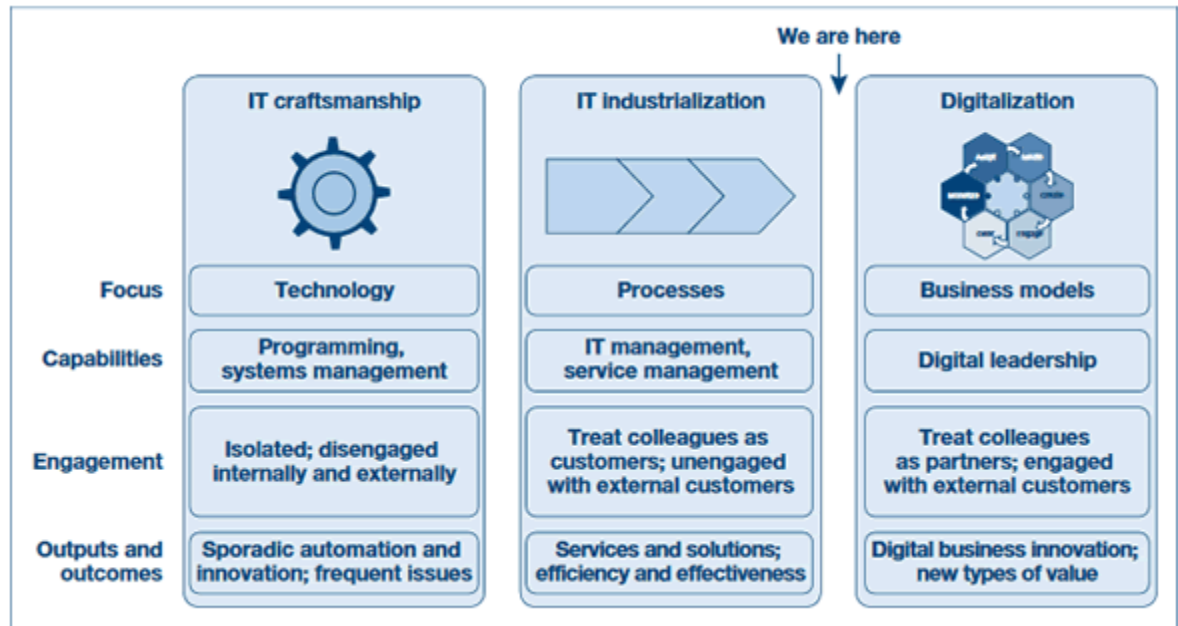 We are here
IT craftsmanship
IT industrialization
Digitalization
Focus
Technology
Processes
Business models
Capabilities
Programming,
systems management
IT management,
service management
Digital leadership
Engagement
Isolated; disengaged
internally and externally
Treat colleagues as
customers; unengaged
with external customers
Treat colleagues
as partners; engaged
with external customers
Outputs and
outcomes
Sporadic automation and
innovation; frequent issues
Services and solutions;
efficiency and effectiveness
Digital business innovation;
new types of value